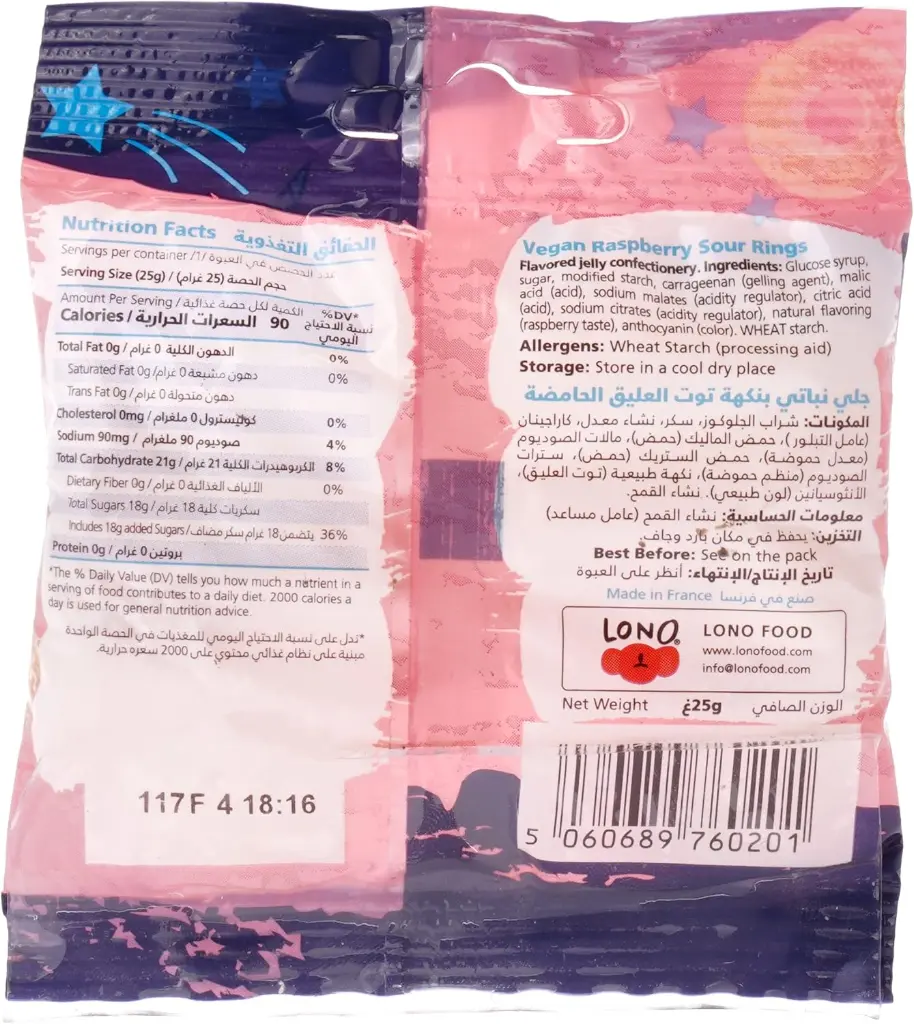 Nutrition Facts الحقائق التغذوية
Servings per container /1/ عدد الحصص في العبوة
Serving Size (25g) / (حجم الحصة (25 غرام
Amount Per Serving / الكمية لكل حصة غذائية
%DV*
Calories / السعرات الحرارية 90
نسبة الاحتياج
اليومي
Total Fat 0g / الدهون الكلية 0 غرام 0%
Saturated Fat 0g / دهون مشبعة 0 غرام 0%
Trans Fat 0g / دهون متحولة 0 غرام
Cholesterol 0mg / كوليسترول 0 ملغرام 0%
Sodium 90mg / صوديوم 90 ملغرام 4%
Total Carbohydrate 21g / الكربوهيدرات الكلية 21 غرام 8%
Dietary Fiber 0g / الألياف الغذائية 0 غرام 0%
Total Sugars 18g / سكريات كلية 18 غرام
Includes 18g added Sugars / يتضمن 18 غرام سكر مضاف 36%
Protein 0g / بروتين 0 غرام
*The % Daily Value (DV) tells you how much a nutrient in a
serving of food contributes to a daily diet. 2000 calories a
day is used for general nutrition advice.
*تدل على نسبة الاحتياج اليومي للمغذيات في الحصة الواحدة
مبنية على نظام غذائي محتوي على 2000 سعره حرارية.
117F 4 18:16
Vegan Raspberry Sour Rings
Flavored jelly confectionery. Ingredients: Glucose syrup,
sugar, modified starch, carrageenan (gelling agent), malic
acid (acid), sodium malates (acidity regulator), citric acid
(acid), sodium citrates (acidity regulator), natural flavoring
(raspberry taste), anthocyanin (color). WHEAT starch.
Allergens: Wheat Starch (processing aid)
Storage: Store in a cool dry place
جلي نباتي بنكهة توت العليق الحامضة
المكونات: شراب الجلوكوز، سكر، نشاء معدل، كاراجينان
(عامل التبلور)، حمض الماليك (حمض)، مالات الصوديوم
(معدل حموضة)، حمض الستريك (حمض)، سترات
الصوديوم (منظم حموضة)، نكهة طبيعية (توت العليق)،
الأنثوسيانين (لون طبيعي). نشاء القمح.
معلومات الحساسية: نشاء القمح (عامل مساعد)
التخزين: يحفظ في مكان بارد وجاف
Best Before: See on the pack
تاريخ الإنتاج/الإنتهاء: أنظر على العبوة
Made in France صنع في فرنسا
LONO®
LONO FOOD
www.lonofood.com
info@lonofood.com
Net Weight 25gغ الوزن الصافي
5 060689 760201